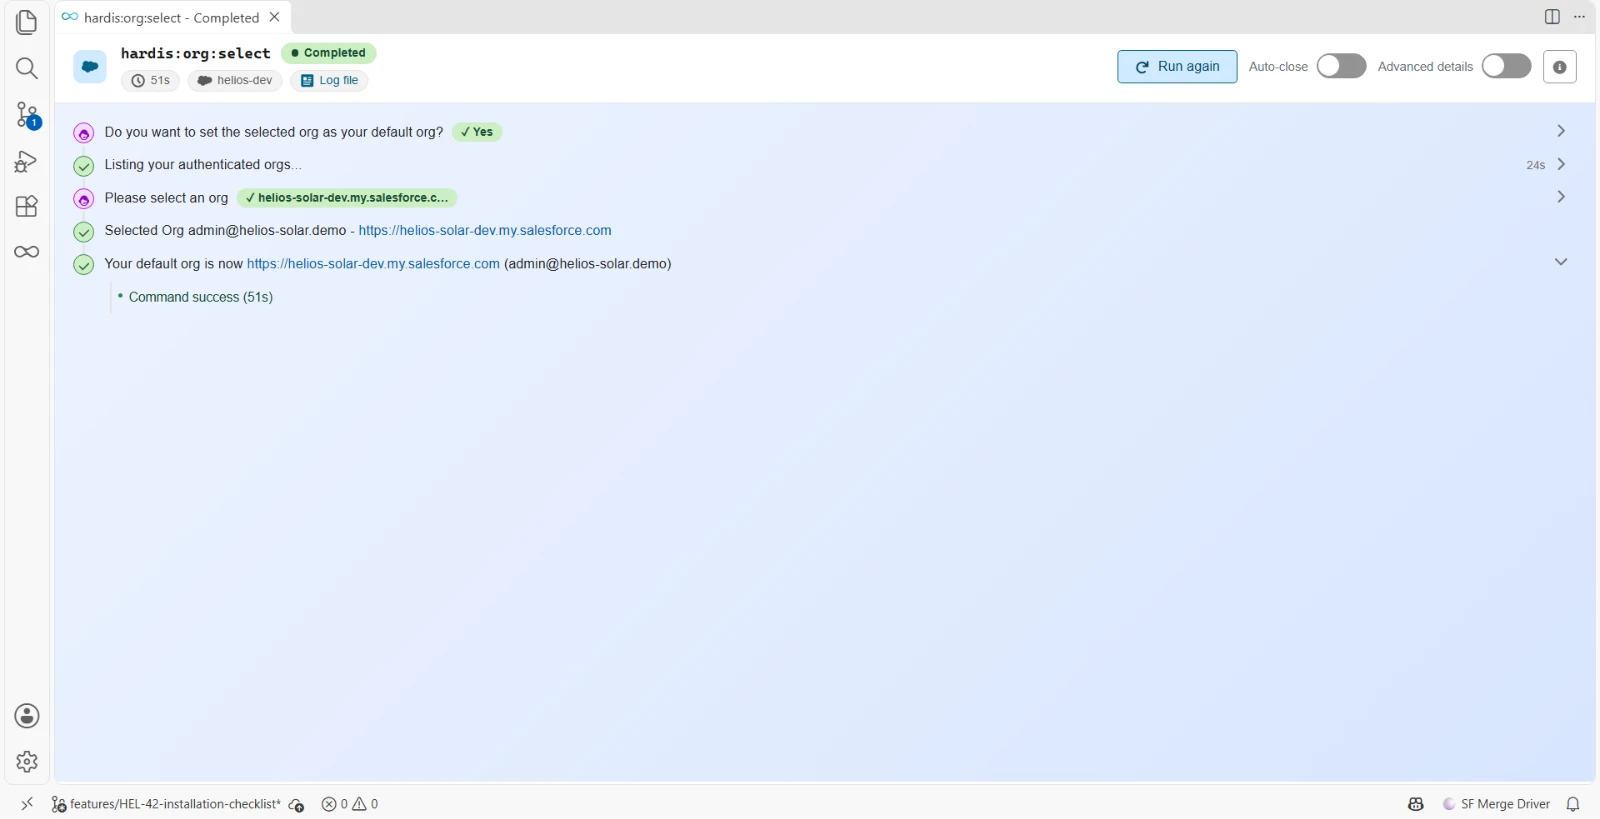 hardis:org:select - Completed
hardis:org:select
Completed
51s
helios-dev
Log file
Run again
Auto-close
Advanced details
Do you want to set the selected org as your default org?
✓ Yes
Listing your authenticated orgs...
24s
Please select an org
✓ helios-solar-dev.my.salesforce.c...
Selected Org admin@helios-solar.demo - https://helios-solar-dev.my.salesforce.com
Your default org is now https://helios-solar-dev.my.salesforce.com (admin@helios-solar.demo)
• Command success (51s)
1
features/HEL-42-installation-checklist*
0
0
SF Merge Driver